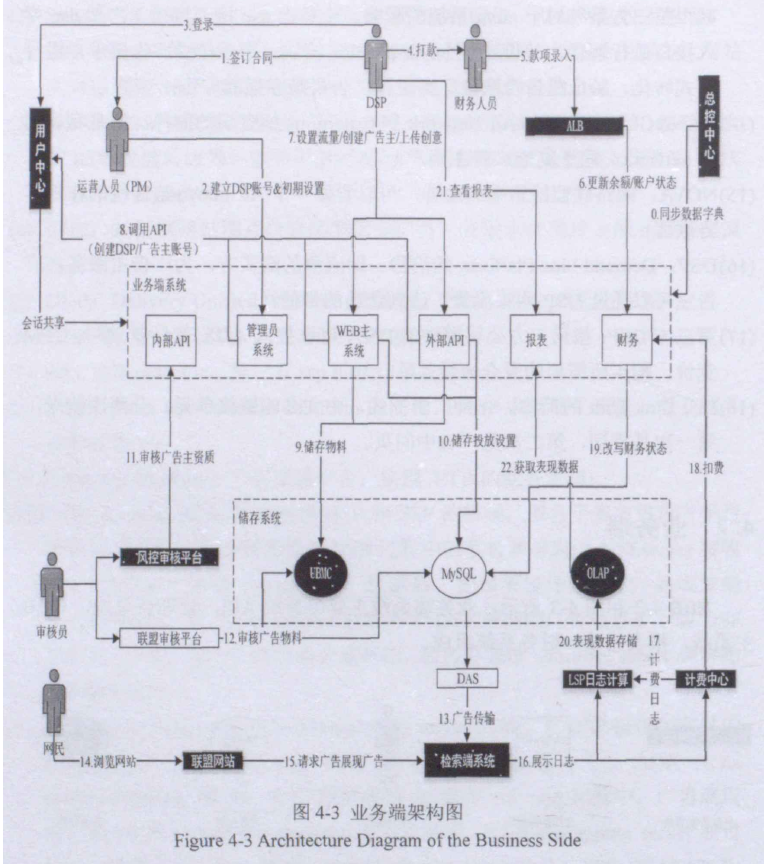 3.登录
1.签订合同
4.打款
5.款项录入
DSP
财务人员
ALB
总控中心
用户中心
运营人员（PM）
7.设置流量/创建广告主/上传创意
2.建立DSP账号&初期设置
21.查看报表
6.更新余额/账户状态
0.同步数据字典
8.调用API
（创建DSP/广告主账号）
业务端系统
会话共享
内部API
管理员
系统
WEB主
系统
外部API
报表
财务
11.审核广告主资质
9.储存物料
10.储存投放设置
22.获取表现数据
19.改写财务状态
18.扣费
储存系统
风控审核平台
UBMC
MySQL
OLAP
审核员
联盟审核平台
12.审核广告物料
20.表现数据存储
17.计费日志
DAS
LSP日志计算
计费中心
13.广告传输
网民
14.浏览网站
联盟网站
15.请求广告展现广告
检索端系统
16.展示日志
图 4-3 业务端架构图
Figure 4-3 Architecture Diagram of the Business Side